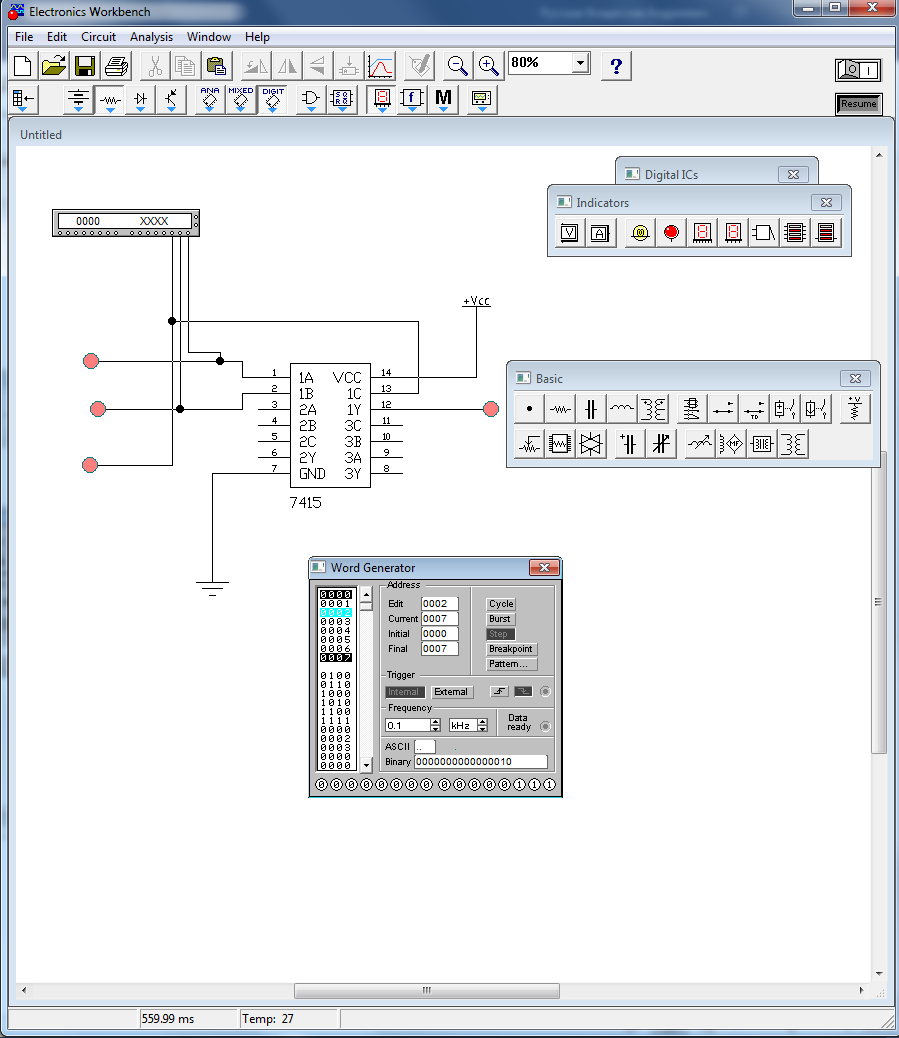 Electronics Workbench
File Edit Circuit Analysis Window Help
80%
?
ANA MIXED DIGIT
f M
Resume
Untitled
Digital ICs
Indicators
V A
0000 XXXX
+Vcc
Basic
+V
TD
1 1A VCC 14
2 1B 1C 13
3 2A 1Y 12
4 2B 3C 11
5 2C 3B 10
6 2Y 3A 9
7 GND 3Y 8
7415
Word Generator
0000
0001
0002
0003
0004
0005
0006
0007
0100
0110
1000
1010
1100
1111
0000
0002
0003
0000
0000
Address
Edit 0002
Current 0007
Initial 0000
Final 0007
Cycle
Burst
Step
Breakpoint
Pattern...
Trigger
Internal External
Frequency
0.1 kHz
Data
ready
ASCII .. .
Binary 0000000000000010
0 0 0 0 0 0 0 0 0 0 0 0 0 1 1 1
559.99 ms Temp: 27